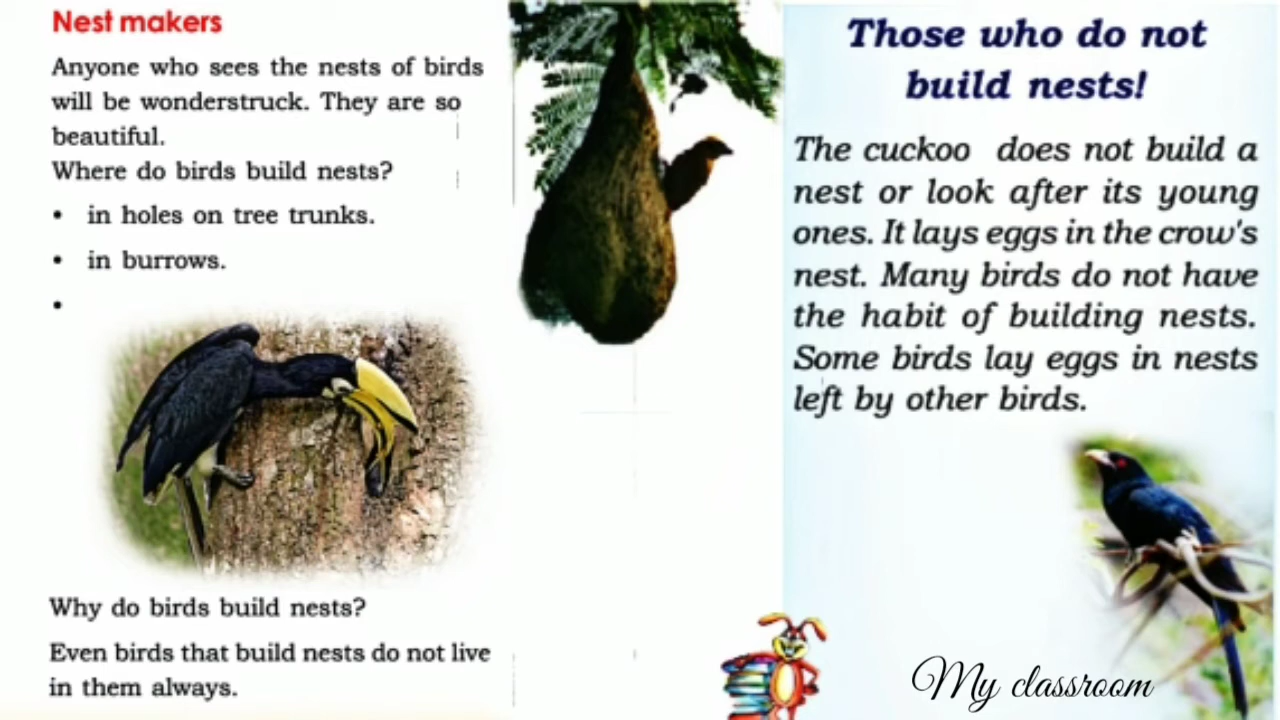 Nest makers
Anyone who sees the nests of birds
will be wonderstruck. They are so
beautiful.
Where do birds build nests?
• in holes on tree trunks.
• in burrows.
•
Why do birds build nests?
Even birds that build nests do not live
in them always.
Those who do not
build nests!
The cuckoo does not build a
nest or look after its young
ones. It lays eggs in the crow's
nest. Many birds do not have
the habit of building nests.
Some birds lay eggs in nests
left by other birds.
My classroom